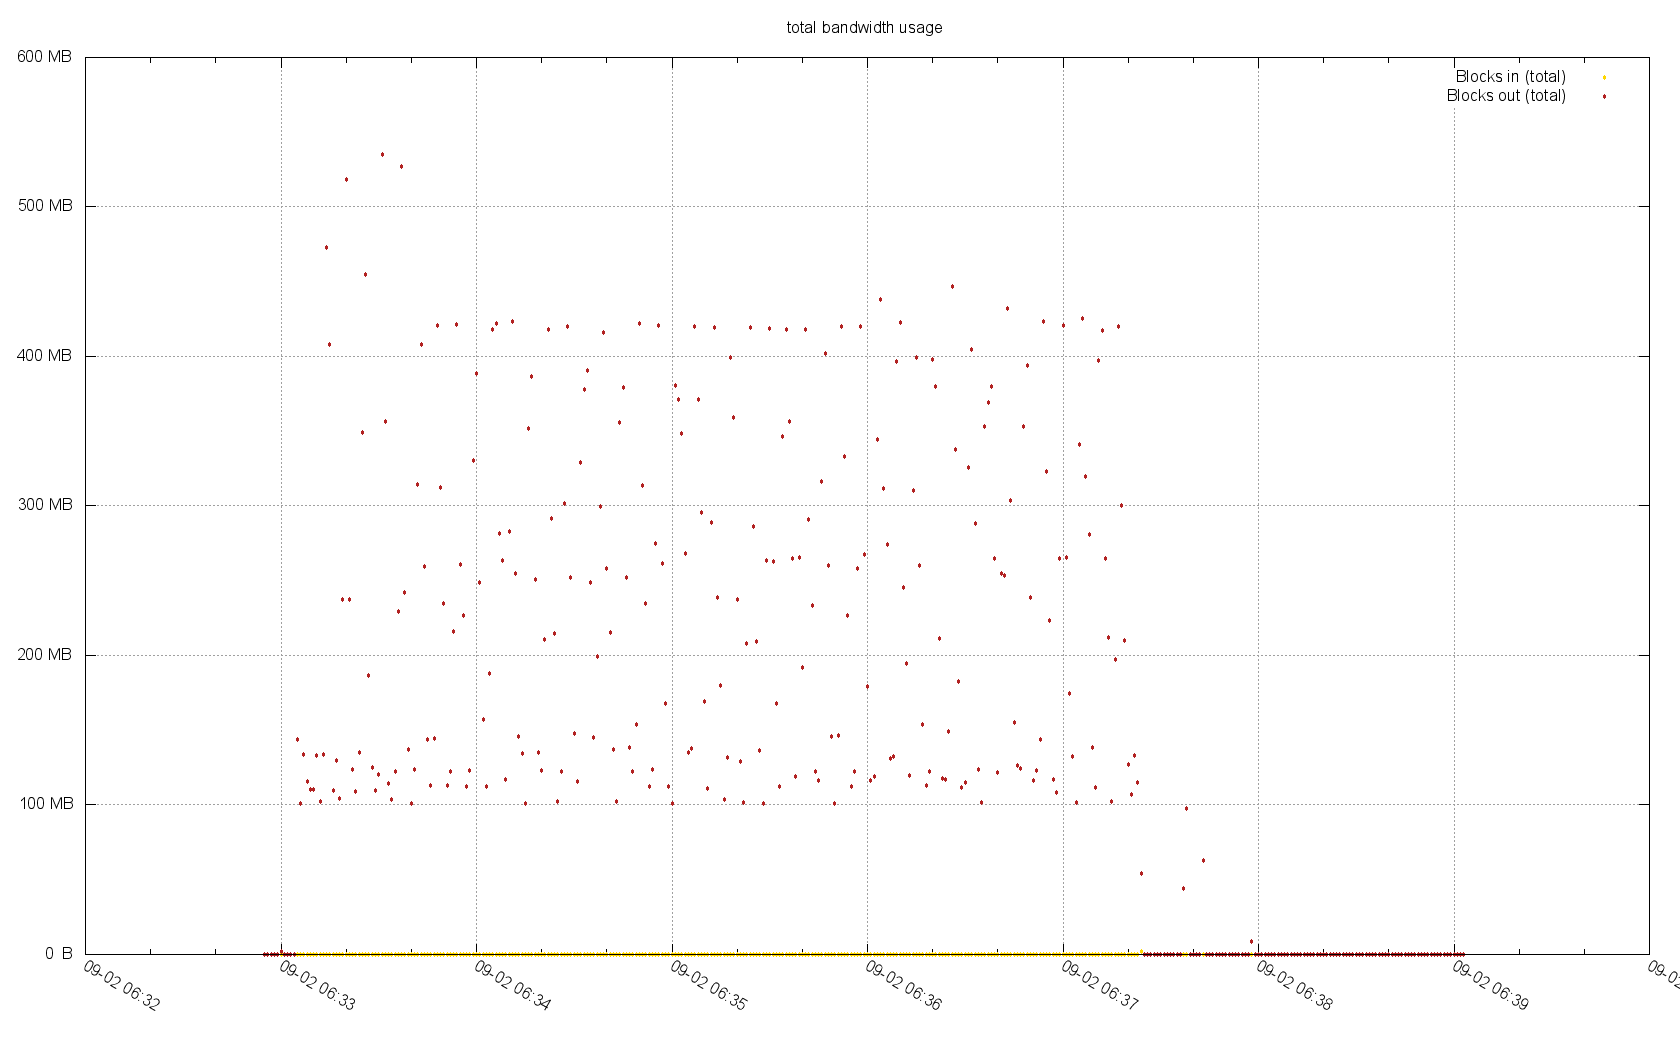 total bandwidth usage
600 MB
Blocks in (total)
Blocks out (total)
500 MB
400 MB
300 MB
200 MB
100 MB
0 B
09-02 06:32
09-02 06:33
09-02 06:34
09-02 06:35
09-02 06:36
09-02 06:37
09-02 06:38
09-02 06:39
09-02